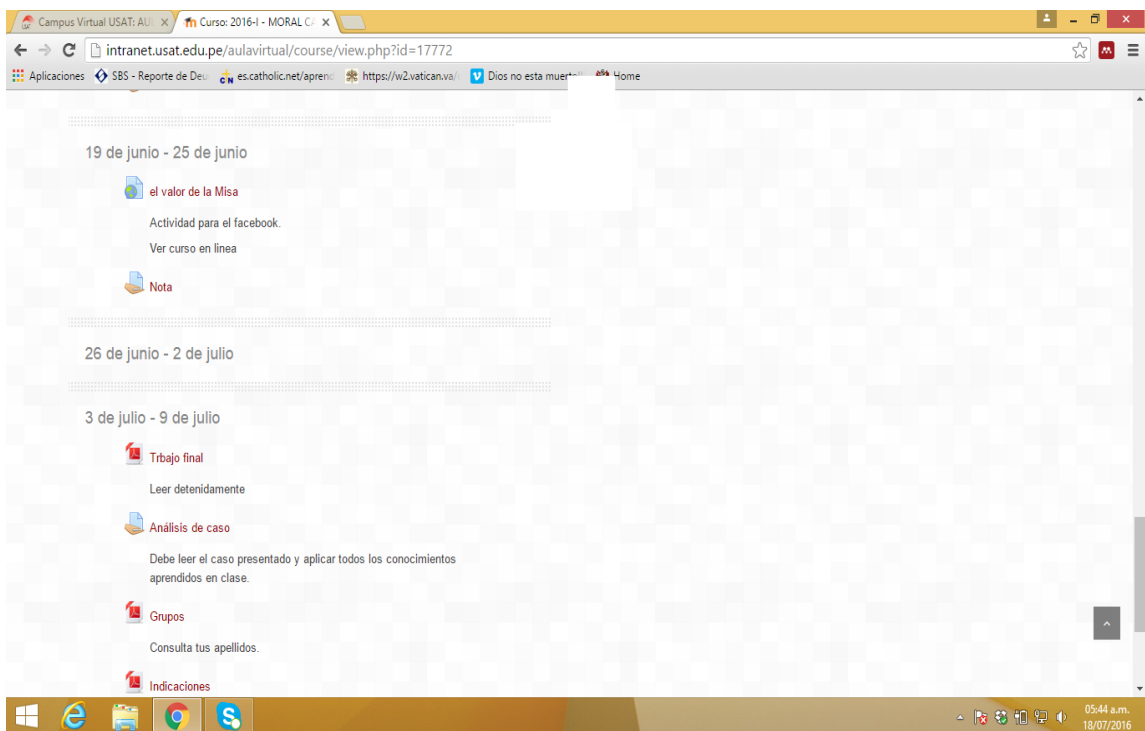 Campus Virtual USAT: AUL
Curso: 2016-I - MORAL CA
intranet.usat.edu.pe/aulavirtual/course/view.php?id=17772
Aplicaciones SBS - Reporte de Deu es.catholic.net/aprend https://w2.vatican.va/ Dios no esta muerto Home
19 de junio - 25 de junio
el valor de la Misa
Actividad para el facebook.
Ver curso en linea
Nota
26 de junio - 2 de julio
3 de julio - 9 de julio
Trbajo final
Leer detenidamente
Análisis de caso
Debe leer el caso presentado y aplicar todos los conocimientos
aprendidos en clase.
Grupos
Consulta tus apellidos.
Indicaciones
05:44 a.m.
18/07/2016